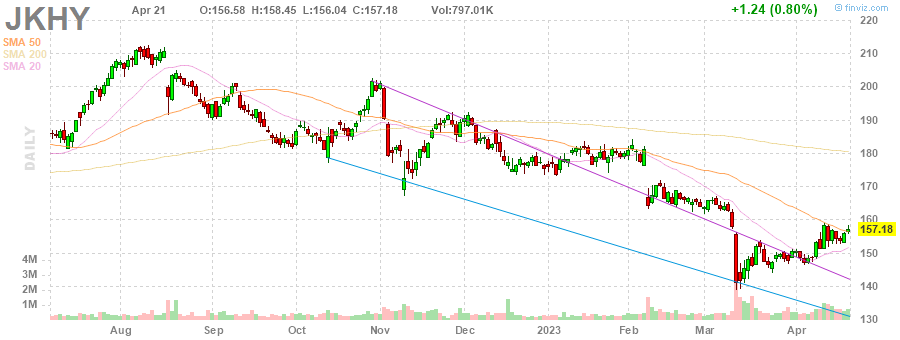 JKHY Apr 21 O:156.58 H:158.45 L:156.04 C:157.18 Vol:797.01K +1.24 (0.80%) © finviz.com
SMA 50
SMA 200
SMA 20
DAILY
220
210
200
190
180
170
160
157.18
150
140
130
4M
3M
2M
1M
Aug Sep Oct Nov Dec 2023 Feb Mar Apr